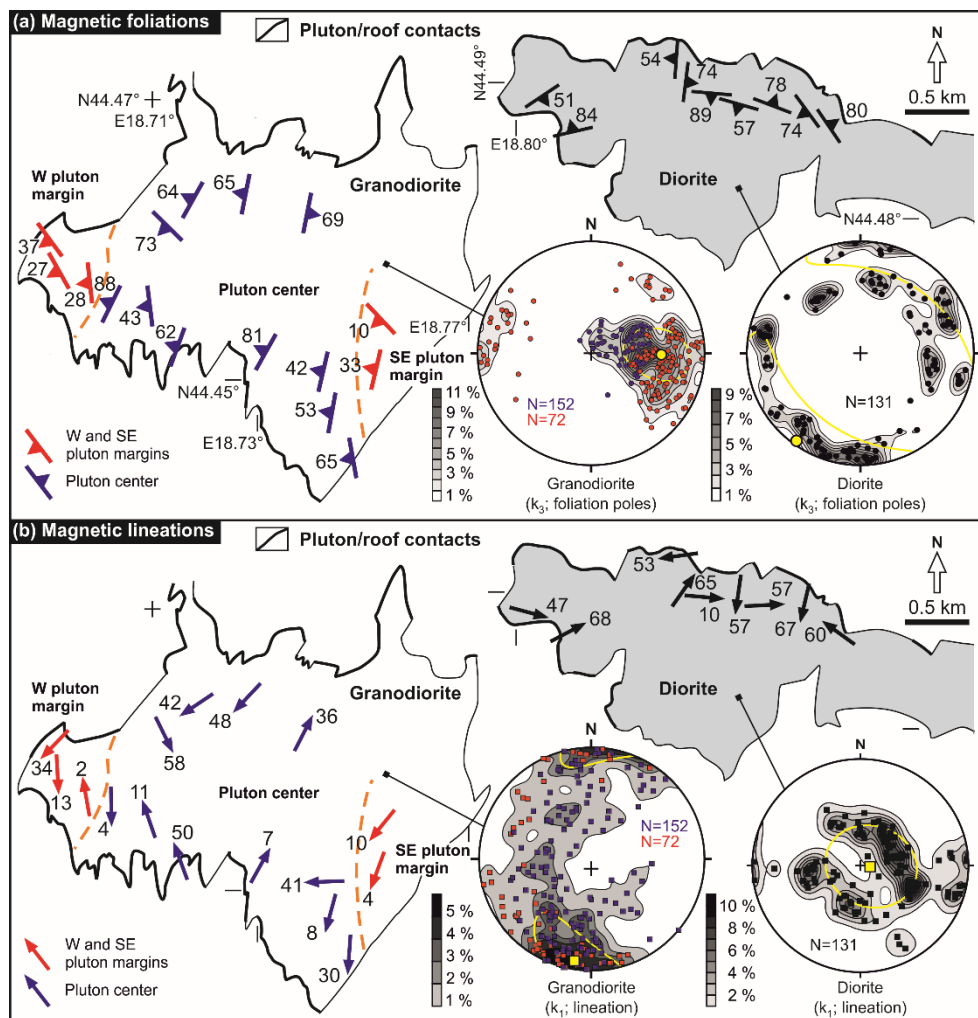 (a) Magnetic foliations
Pluton/roof contacts
N44.47°
E18.71°
W pluton
margin
37
27
28
88
43
62
73
64
65
69
81
42
53
65
10
33
Granodiorite
Pluton center
SE pluton
margin
E18.77°
N44.45°
E18.73°
W and SE
pluton margins
Pluton center
N44.49°
E18.80°
51
84
54
74
89
57
78
74
80
N
0.5 km
Diorite
N44.48°
11 %
9 %
7 %
5 %
3 %
1 %
N
N=152
N=72
Granodiorite
(k3; foliation poles)
9 %
7 %
5 %
3 %
1 %
N
N=131
Diorite
(k3; foliation poles)
(b) Magnetic lineations
Pluton/roof contacts
W pluton
margin
34
13
2
4
11
50
42
58
48
36
7
41
8
30
10
4
Granodiorite
Pluton center
SE pluton
margin
W and SE
pluton margins
Pluton center
47
68
53
65
10
57
57
67
60
N
0.5 km
Diorite
5 %
4 %
3 %
2 %
1 %
N
N=152
N=72
Granodiorite
(k1; lineation)
10 %
8 %
6 %
4 %
2 %
N
N=131
Diorite
(k1; lineation)